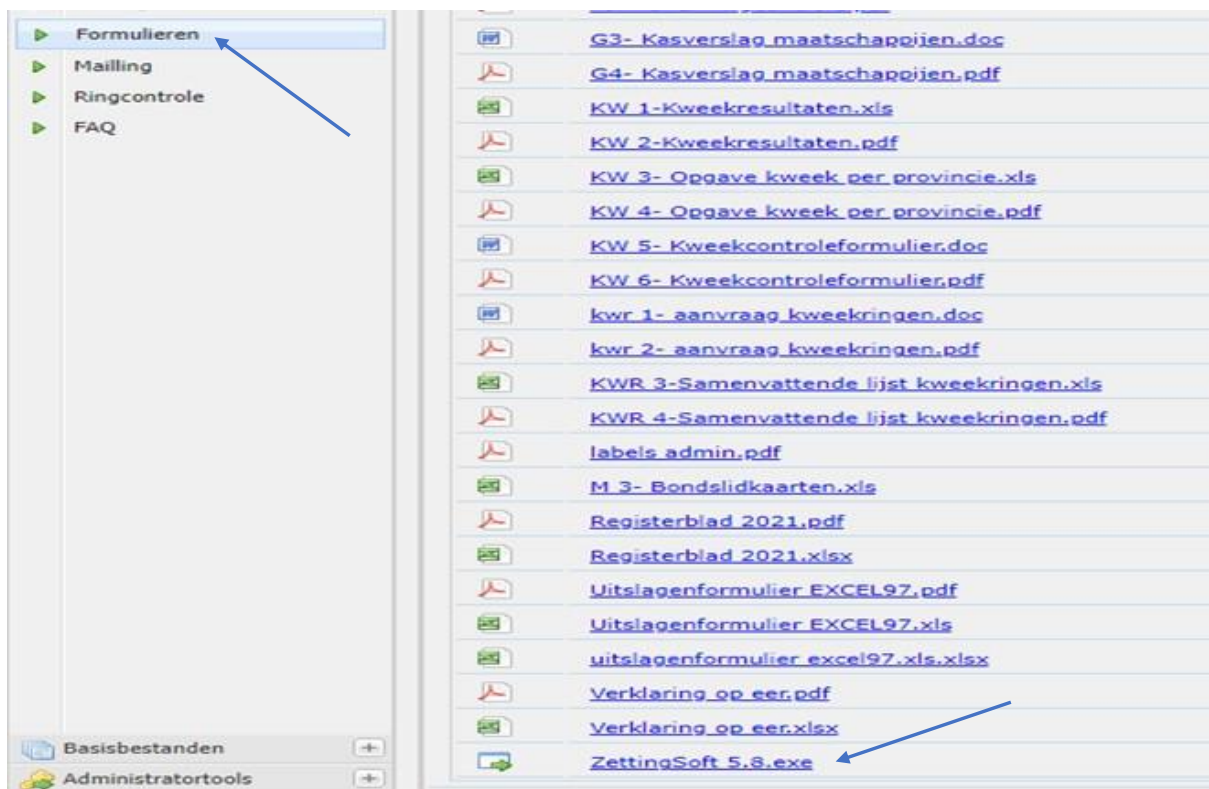 Formulieren
Mailling
Ringcontrole
FAQ
Basisbestanden
Administratortools
G3- Kasverslag maatschappijen.doc
G4- Kasverslag maatschappijen.pdf
KW 1-Kweekresultaten.xls
KW 2-Kweekresultaten.pdf
KW 3- Opgave kweek per provincie.xls
KW 4- Opgave kweek per provincie.pdf
KW 5- Kweekcontroleformulier.doc
KW 6- Kweekcontroleformulier.pdf
kwr 1- aanvraag kweekringen.doc
kwr 2- aanvraag kweekringen.pdf
KWR 3-Samenvattende lijst kweekringen.xls
KWR 4-Samenvattende lijst kweekringen.pdf
labels admin.pdf
M 3- Bondslidkaarten.xls
Registerblad 2021.pdf
Registerblad 2021.xlsx
Uitslagenformulier EXCEL97.pdf
Uitslagenformulier EXCEL97.xls
uitslagenformulier excel97.xls.xlsx
Verklaring op eer.pdf
Verklaring op eer.xlsx
ZettingSoft 5.8.exe